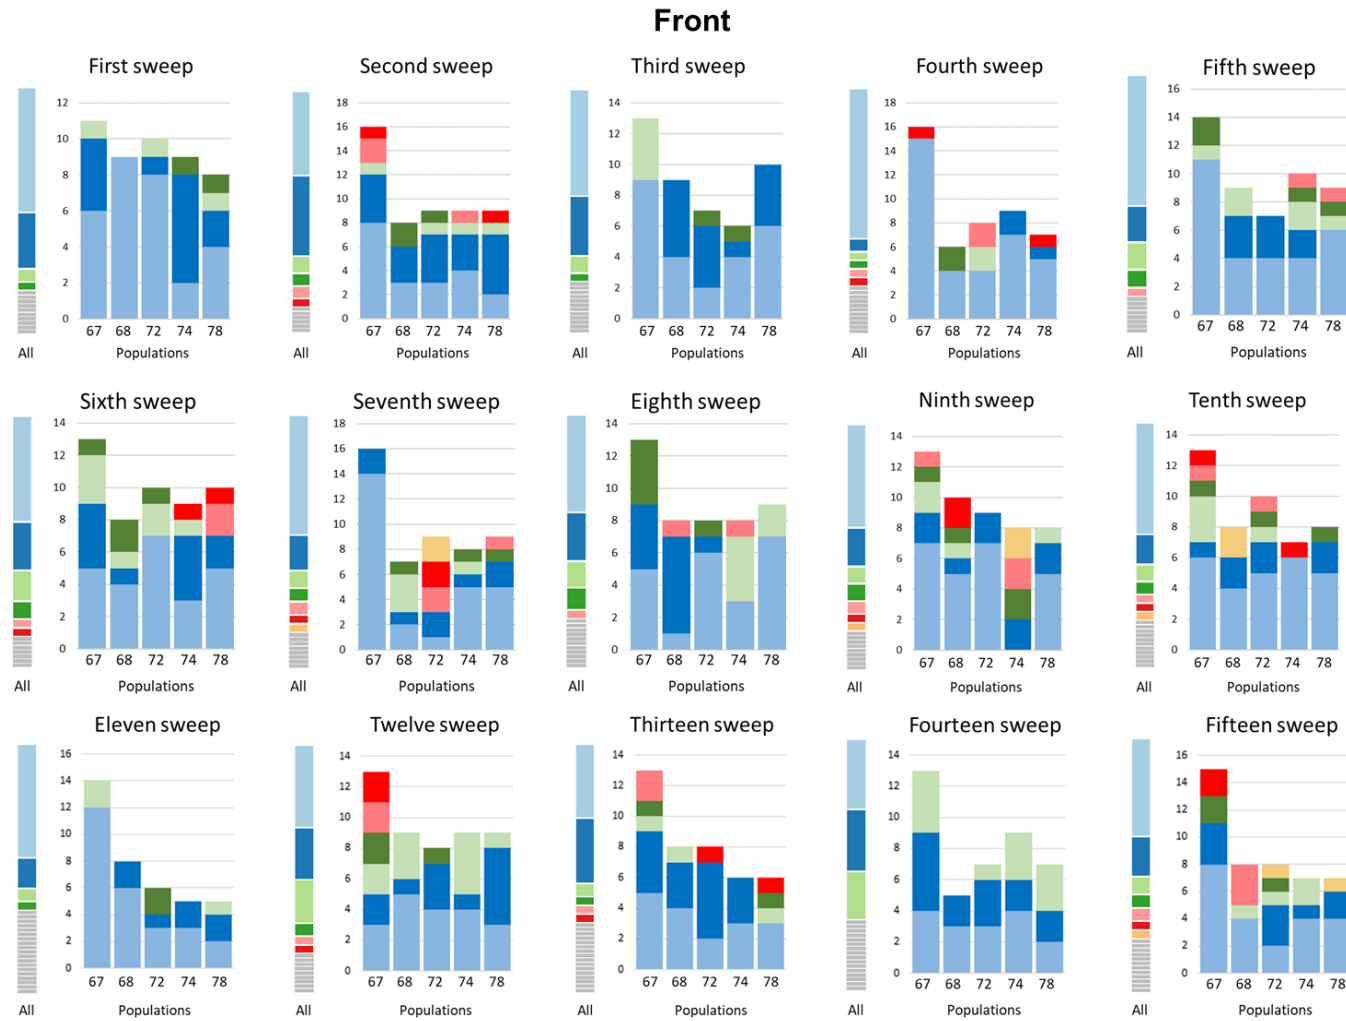 Front
First sweep
Second sweep
Third sweep
Fourth sweep
Fifth sweep
12
10
8
6
4
2
0
67 68 72 74 78
All
Populations
18
16
14
12
10
8
6
4
2
0
67 68 72 74 78
All
Populations
14
12
10
8
6
4
2
0
67 68 72 74 78
All
Populations
18
16
14
12
10
8
6
4
2
0
67 68 72 74 78
All
Populations
16
14
12
10
8
6
4
2
0
67 68 72 74 78
All
Populations
Sixth sweep
Seventh sweep
Eighth sweep
Ninth sweep
Tenth sweep
14
12
10
8
6
4
2
0
67 68 72 74 78
All
Populations
18
16
14
12
10
8
6
4
2
0
67 68 72 74 78
All
Populations
14
12
10
8
6
4
2
0
67 68 72 74 78
All
Populations
14
12
10
8
6
4
2
0
67 68 72 74 78
All
Populations
14
12
10
8
6
4
2
0
67 68 72 74 78
All
Populations
Eleven sweep
Twelve sweep
Thirteen sweep
Fourteen sweep
Fifteen sweep
16
14
12
10
8
6
4
2
0
67 68 72 74 78
All
Populations
14
12
10
8
6
4
2
0
67 68 72 74 78
All
Populations
14
12
10
8
6
4
2
0
67 68 72 74 78
All
Populations
14
12
10
8
6
4
2
0
67 68 72 74 78
All
Populations
16
14
12
10
8
6
4
2
0
67 68 72 74 78
All
Populations